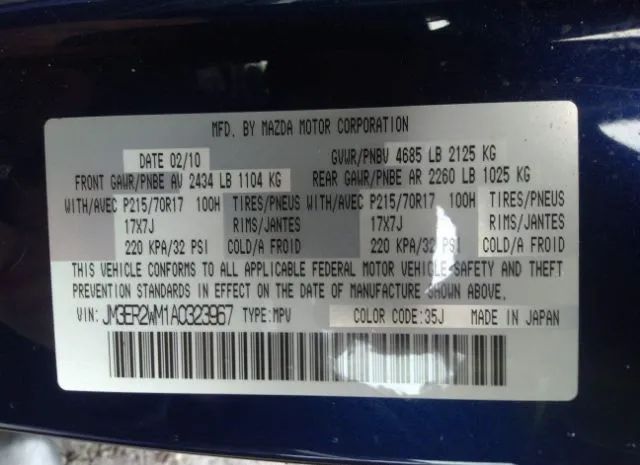 MFD. BY MAZDA MOTOR CORPORATION
DATE 02/10 GVWR/PNBV 4685 LB 2125 KG
FRONT GAWR/PNBE AV 2434 LB 1104 KG REAR GAWR/PNBE AR 2260 LB 1025 KG
WITH/AVEC P215/70R17 100H TIRES/PNEUS WITH/AVEC P215/70R17 100H TIRES/PNEUS
17X7J RIMS/JANTES 17X7J RIMS/JANTES
220 KPA/32 PSI COLD/A FROID 220 KPA/32 PSI COLD/A FROID
THIS VEHICLE CONFORMS TO ALL APPLICABLE FEDERAL MOTOR VEHICLE SAFETY AND THEFT
PREVENTION STANDARDS IN EFFECT ON THE DATE OF MANUFACTURE SHOWN ABOVE.
VIN: JM3ER2WM1A0323967 TYPE:MPV COLOR CODE:35J MADE IN JAPAN